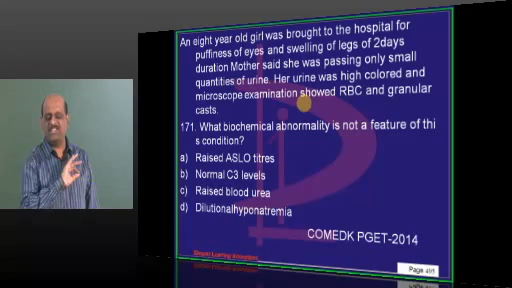 An eight year old girl was brought to the hospital for
puffiness of eyes and swelling of legs of 2days
duration Mother said she was passing only small
quantities of urine. Her urine was high colored and
microscope examination showed RBC and granular
casts.
171. What biochemical abnormality is not a feature of thi
s condition?
a) Raised ASLO titres
b) Normal C3 levels
c) Raised blood urea
d) Dilutionalhyponatremia
COMEDK PGET-2014
Page 495